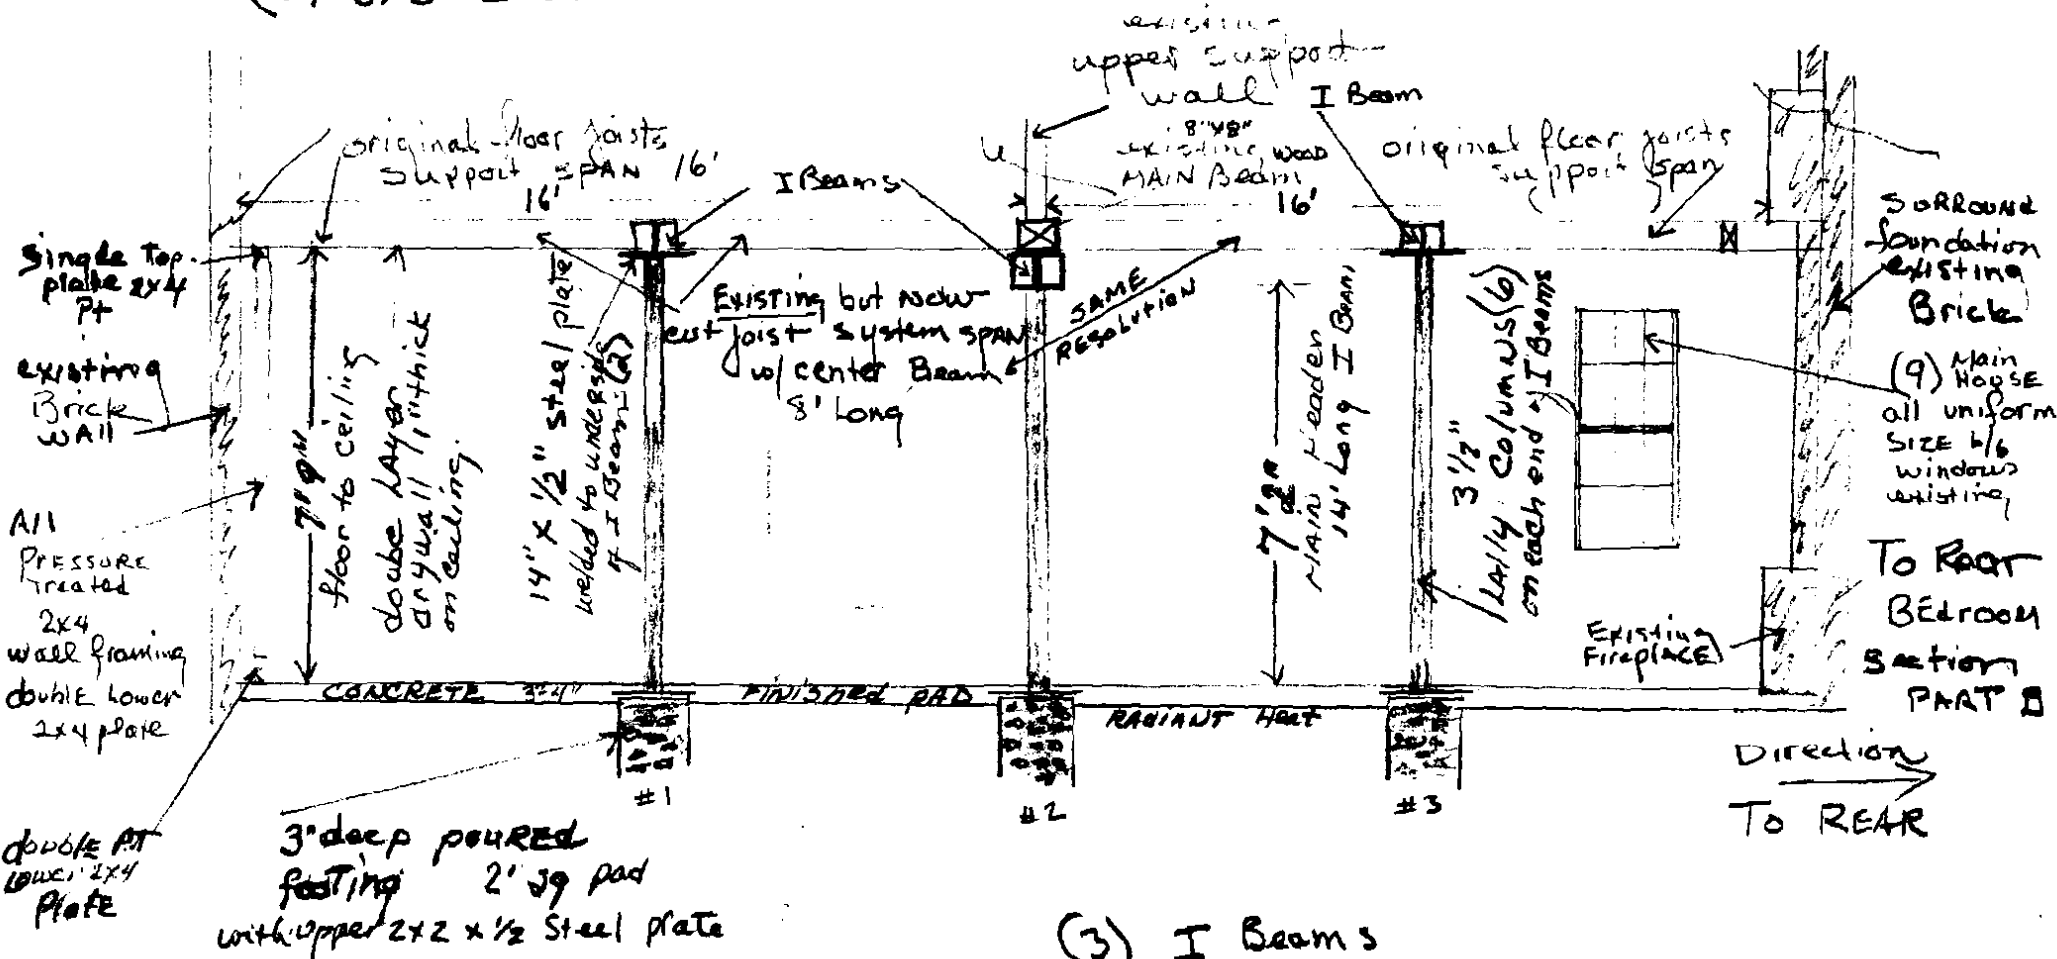 upper support
wall
I Beam
8"x8"
existing wood
MAIN Beam
16'
original floor joists
support SPAN 16'
16'
I Beams
original floor joists
support span
Single Top
plate 2x4
Pt
existing
Brick
WAll
All
PRESSURE
Treated
2x4
wall framing
double Lower
2x4 plate
double PT
Lower 2x4
Plate
7'9"
floor to ceiling
double LAyer
drywall 1" thick
on ceiling.
14" x 1/2" steel plate
welded to underside
of I Beam (2)
Existing but now
cut joist system span
w/ center Beam
8' Long
SAME
RESOLUTION
7'2"
MAIN Header
14' Long I Beam
3 1/2"
LAlly Columns (6)
on each end of I Beams
SURROUND
foundation
existing
Brick
(9) Main
HOUSE
all uniform
SIZE 6/6
windows
existing
Existing
FireplACE
To Rear
BEdroom
Section
PART B
Direction
To REAR
CONCRETE 3"-4" FINISHED PAD
RADIANT Heat
#1
#2
#3
3" deep poured
footing 2' sq pad
with upper 2x2 x 1/2 Steel plate
(3) I Beams